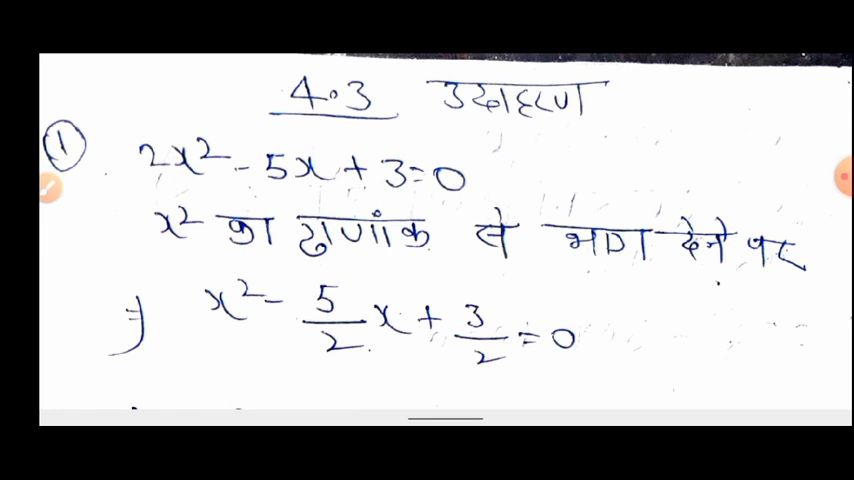 4.3 उदाहरण
① 2x² - 5x + 3 = 0
x² का गुणांक से भाग देने पर
⇒ x² - 5/2 x + 3/2 = 0